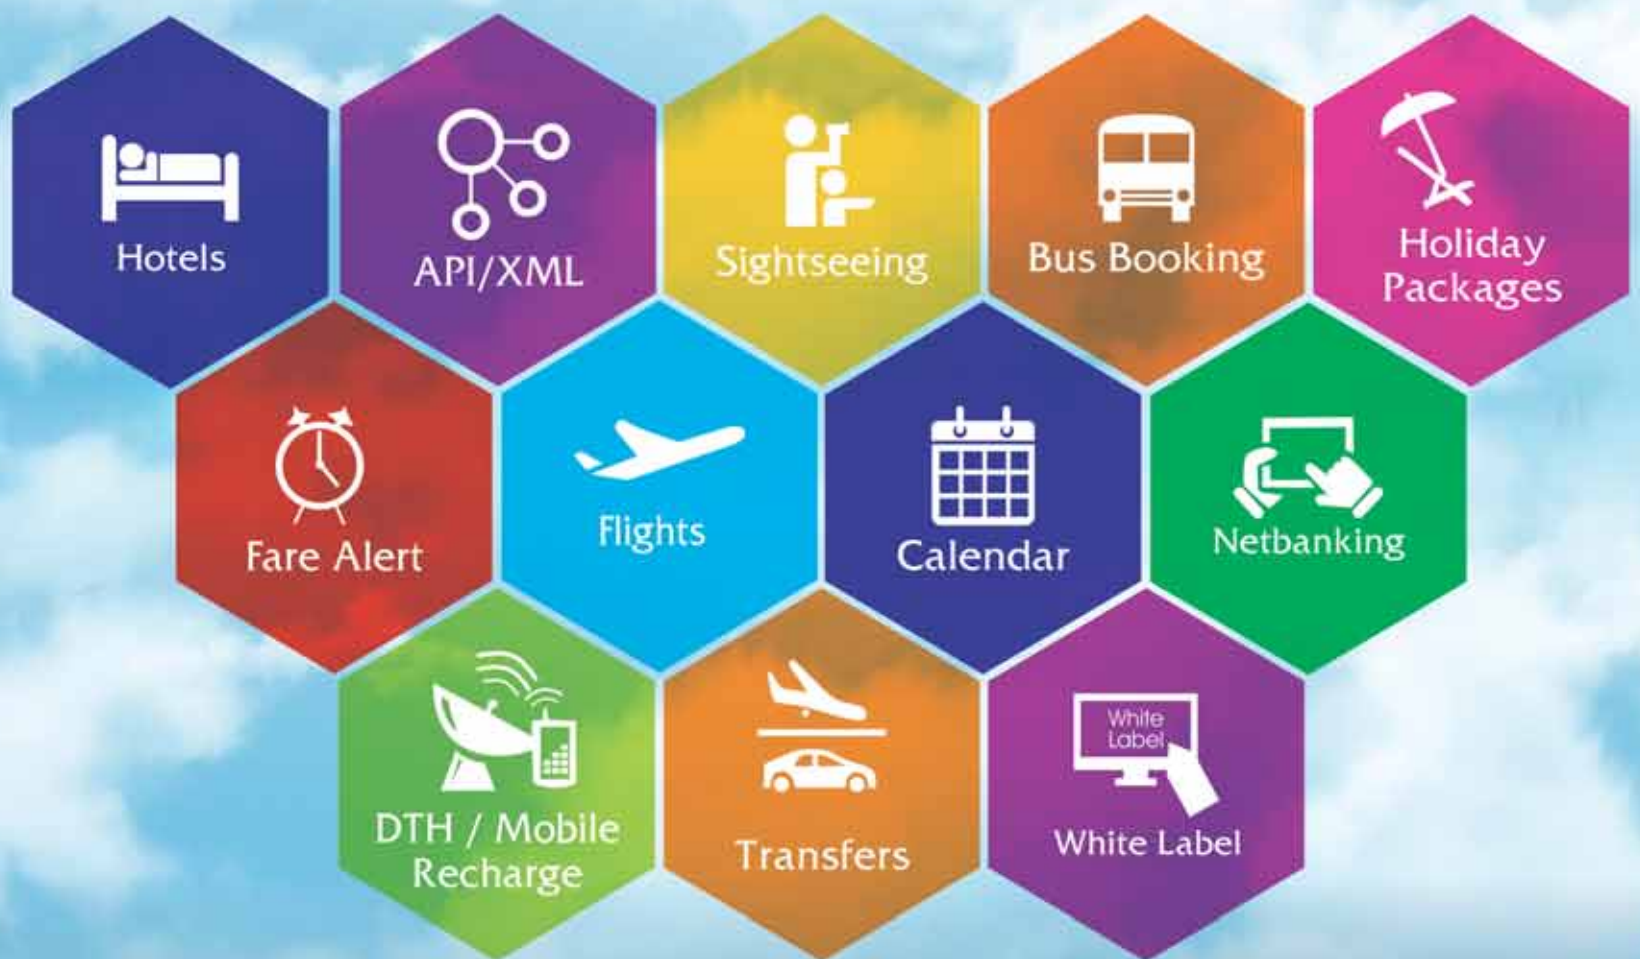 Hotels
API/XML
Sightseeing
Bus Booking
Holiday
Packages
Fare Alert
Flights
Calendar
Netbanking
DTH / Mobile
Recharge
Transfers
White
Label
White Label